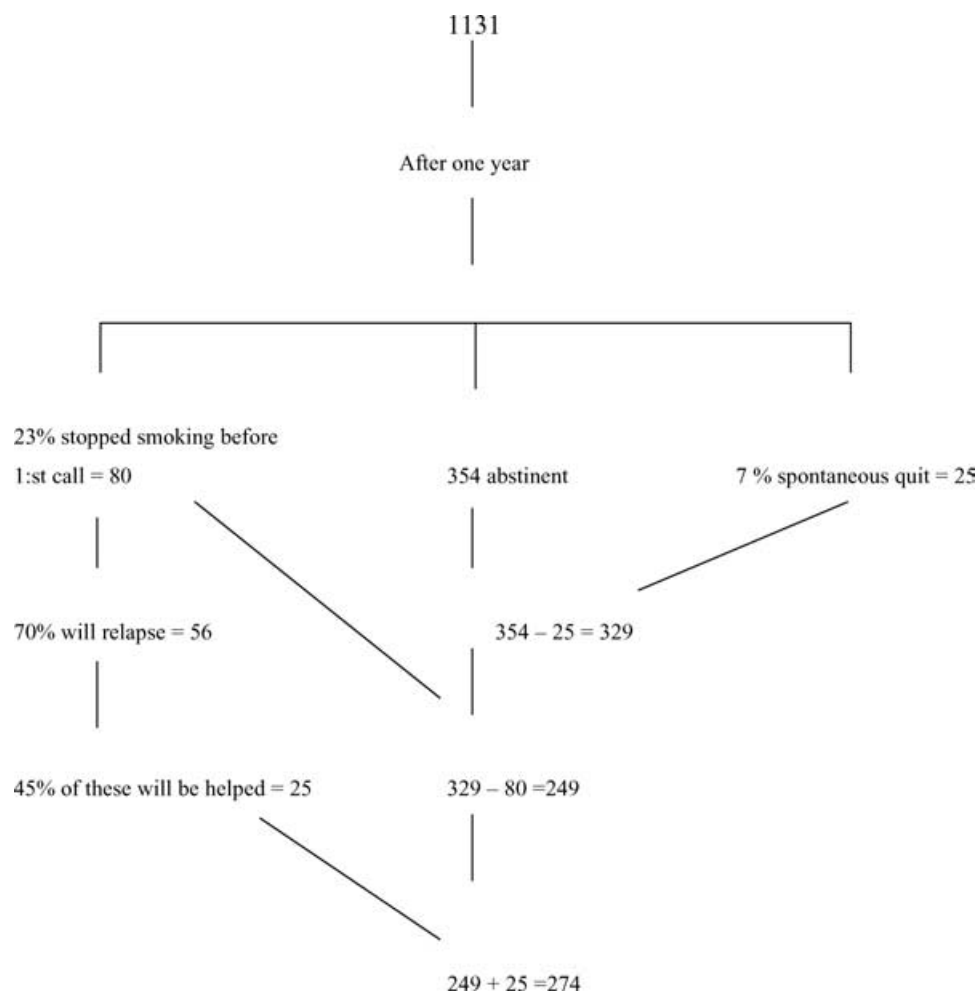 1131
After one year
23% stopped smoking before
1:st call = 80
354 abstinent
7 % spontaneous quit = 25
70% will relapse = 56
354 – 25 = 329
45% of these will be helped = 25
329 – 80 =249
249 + 25 =274